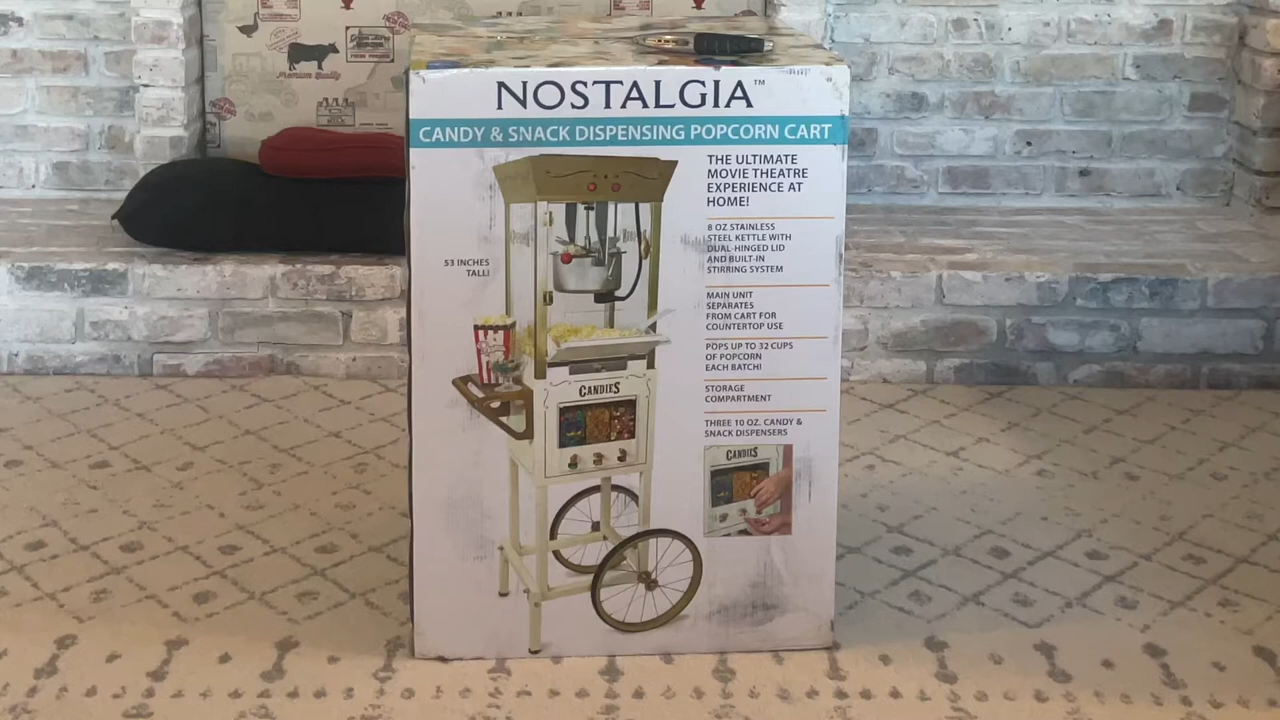 Premium Quality
MILK
NOSTALGIA™
CANDY & SNACK DISPENSING POPCORN CART
THE ULTIMATE
MOVIE THEATRE
EXPERIENCE AT
HOME!
8 OZ STAINLESS
STEEL KETTLE WITH
DUAL-HINGED LID
AND BUILT-IN
STIRRING SYSTEM
53 INCHES
TALL!
MAIN UNIT
SEPARATES
FROM CART FOR
COUNTERTOP USE
POPS UP TO 32 CUPS
OF POPCORN
EACH BATCH!
STORAGE
COMPARTMENT
CANDIES
THREE 10 OZ. CANDY &
SNACK DISPENSERS
CANDIES